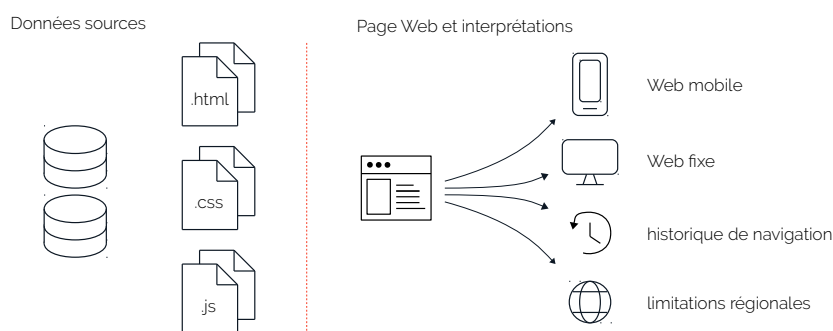 Données sources
Page Web et interprétations
.html
.css
.js
Web mobile
Web fixe
historique de navigation
limitations régionales